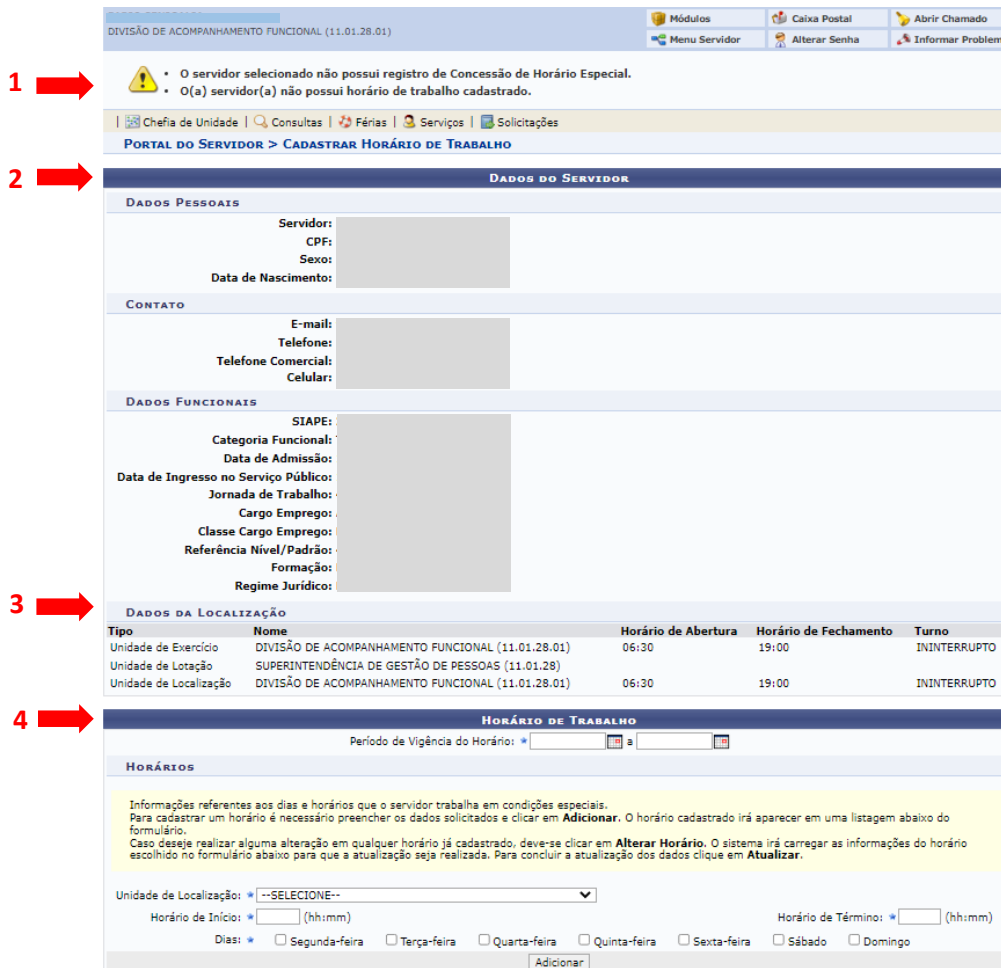 DIVISÃO DE ACOMPANHAMENTO FUNCIONAL (11.01.28.01)
Módulos Caixa Postal Abrir Chamado
Menu Servidor Alterar Senha Informar Problem
1
• O servidor selecionado não possui registro de Concessão de Horário Especial.
• O(a) servidor(a) não possui horário de trabalho cadastrado.
| Chefia de Unidade | Consultas | Férias | Serviços | Solicitações
PORTAL DO SERVIDOR > CADASTRAR HORÁRIO DE TRABALHO
2
DADOS DO SERVIDOR
DADOS PESSOAIS
Servidor:
CPF:
Sexo:
Data de Nascimento:
CONTATO
E-mail:
Telefone:
Telefone Comercial:
Celular:
DADOS FUNCIONAIS
SIAPE:
Categoria Funcional:
Data de Admissão:
Data de Ingresso no Serviço Público:
Jornada de Trabalho:
Cargo Emprego:
Classe Cargo Emprego:
Referência Nível/Padrão:
Formação:
Regime Jurídico:
3
DADOS DA LOCALIZAÇÃO
Tipo Nome Horário de Abertura Horário de Fechamento Turno
Unidade de Exercício DIVISÃO DE ACOMPANHAMENTO FUNCIONAL (11.01.28.01) 06:30 19:00 ININTERRUPTO
Unidade de Lotação SUPERINTENDÊNCIA DE GESTÃO DE PESSOAS (11.01.28)
Unidade de Localização DIVISÃO DE ACOMPANHAMENTO FUNCIONAL (11.01.28.01) 06:30 19:00 ININTERRUPTO
4
HORÁRIO DE TRABALHO
Período de Vigência do Horário: * a
HORÁRIOS
Informações referentes aos dias e horários que o servidor trabalha em condições especiais.
Para cadastrar um horário é necessário preencher os dados solicitados e clicar em Adicionar. O horário cadastrado irá aparecer em uma listagem abaixo do
formulário.
Caso deseje realizar alguma alteração em qualquer horário já cadastrado, deve-se clicar em Alterar Horário. O sistema irá carregar as informações do horário
escolhido no formulário abaixo para que a atualização seja realizada. Para concluir a atualização dos dados clique em Atualizar.
Unidade de Localização: * --SELECIONE--
Horário de Início: * (hh:mm) Horário de Término: * (hh:mm)
Dias: * Segunda-feira Terça-feira Quarta-feira Quinta-feira Sexta-feira Sábado Domingo
Adicionar